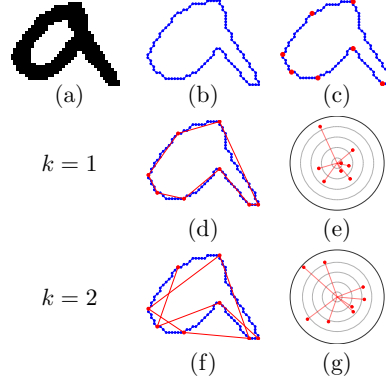 (a) (b) (c)
k = 1
(d) (e)
k = 2
(f) (g)